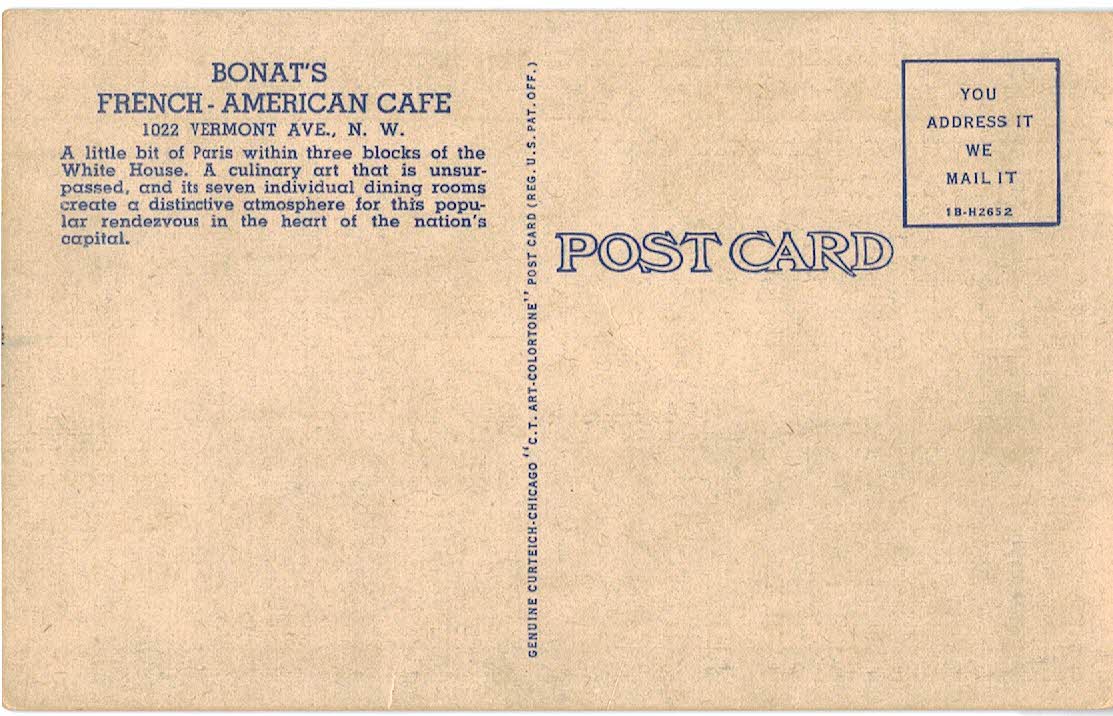 BONAT'S
FRENCH - AMERICAN CAFE
1022 VERMONT AVE., N. W.
A little bit of Paris within three blocks of the
White House. A culinary art that is unsur-
passed, and its seven individual dining rooms
create a distinctive atmosphere for this popu-
lar rendezvous in the heart of the nation's
capital.
GENUINE CURTEICH-CHICAGO "C.T. ART-COLORTONE" POST CARD (REG. U.S. PAT. OFF.)
POST CARD
YOU
ADDRESS IT
WE
MAIL IT
1B-H2652